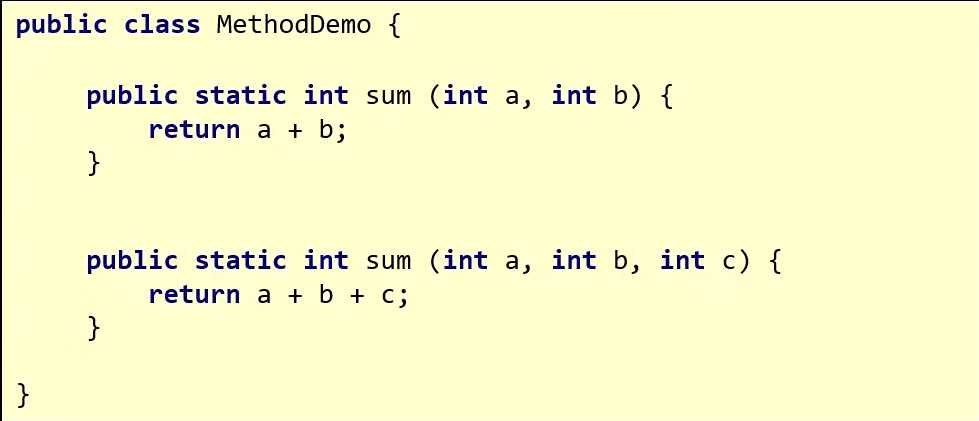 public class MethodDemo {
public static int sum (int a, int b) {
return a + b;
}
public static int sum (int a, int b, int c) {
return a + b + c;
}
}